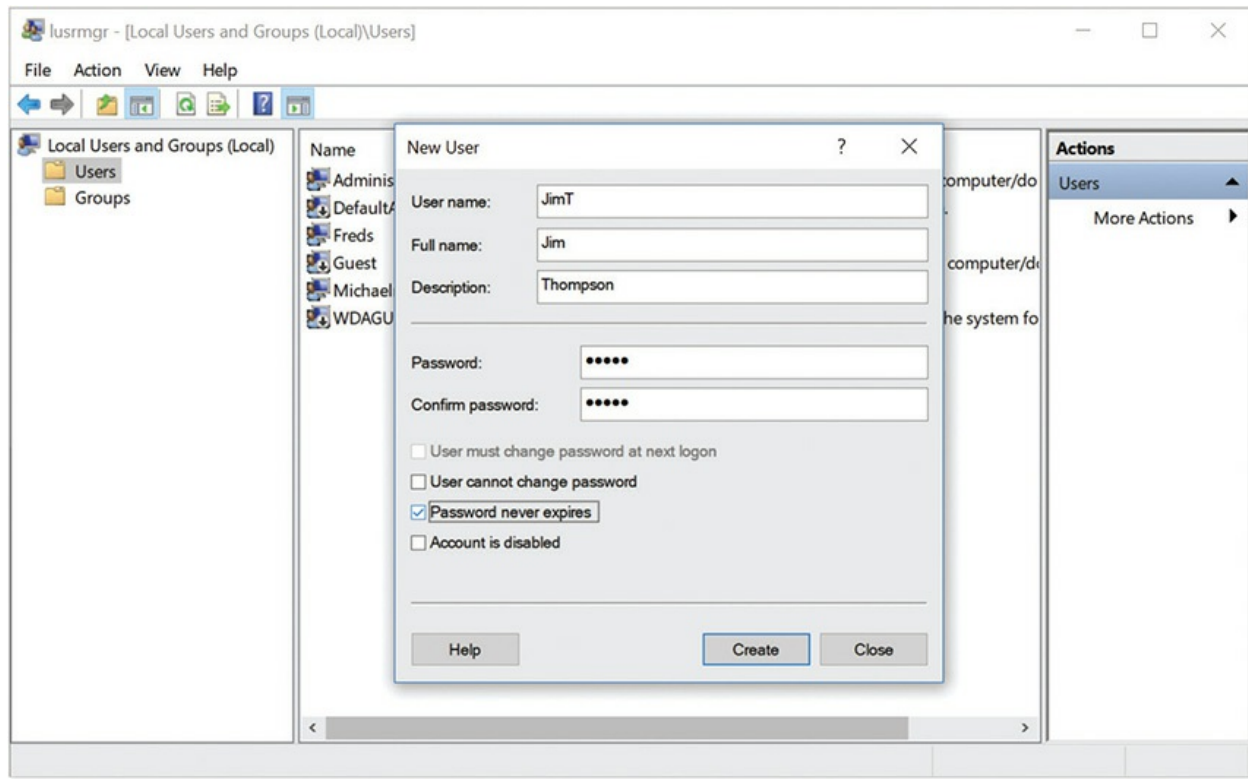 lusrmgr - [Local Users and Groups (Local)\Users]
File Action View Help
Local Users and Groups (Local)
Users
Groups
Name
Adminis
DefaultA
Freds
Guest
Michael
WDAGU
computer/do
computer/do
he system fo
New User
User name: JimT
Full name: Jim
Description: Thompson
Password: •••••
Confirm password: •••••
User must change password at next logon
User cannot change password
Password never expires
Account is disabled
Help Create Close
Actions
Users
More Actions